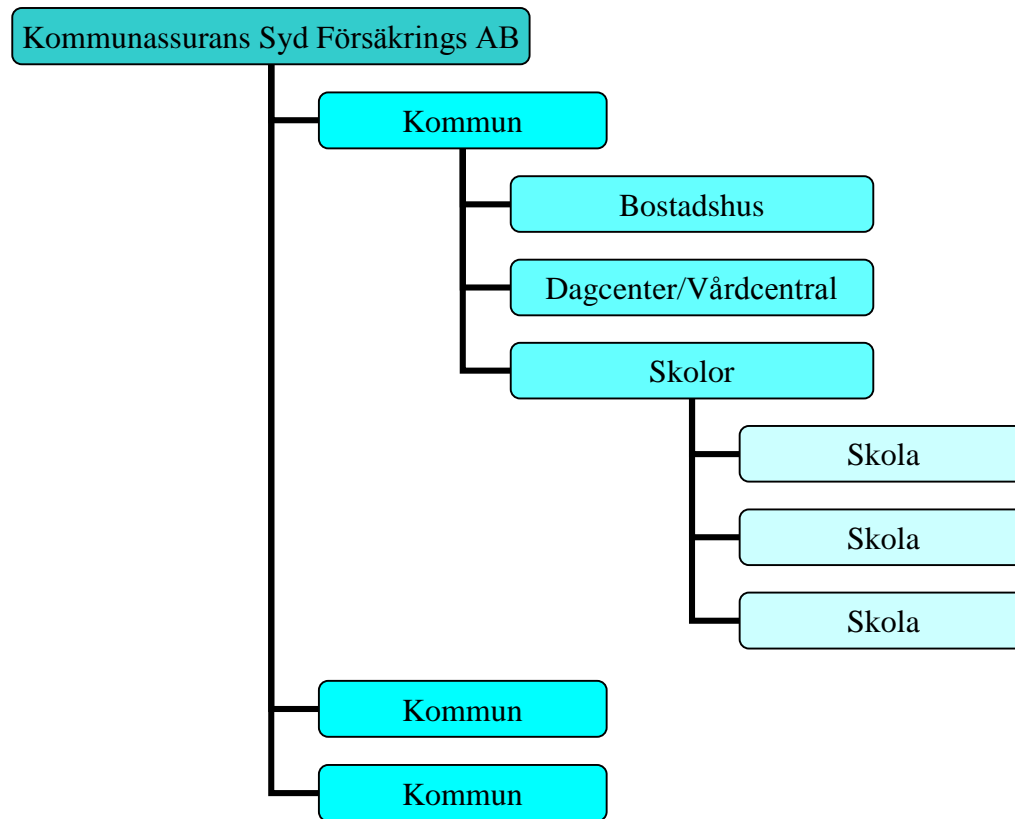 Kommunassurans Syd Försäkrings AB
Kommun
Bostadshus
Dagcenter/Vårdcentral
Skolor
Skola
Skola
Skola
Kommun
Kommun